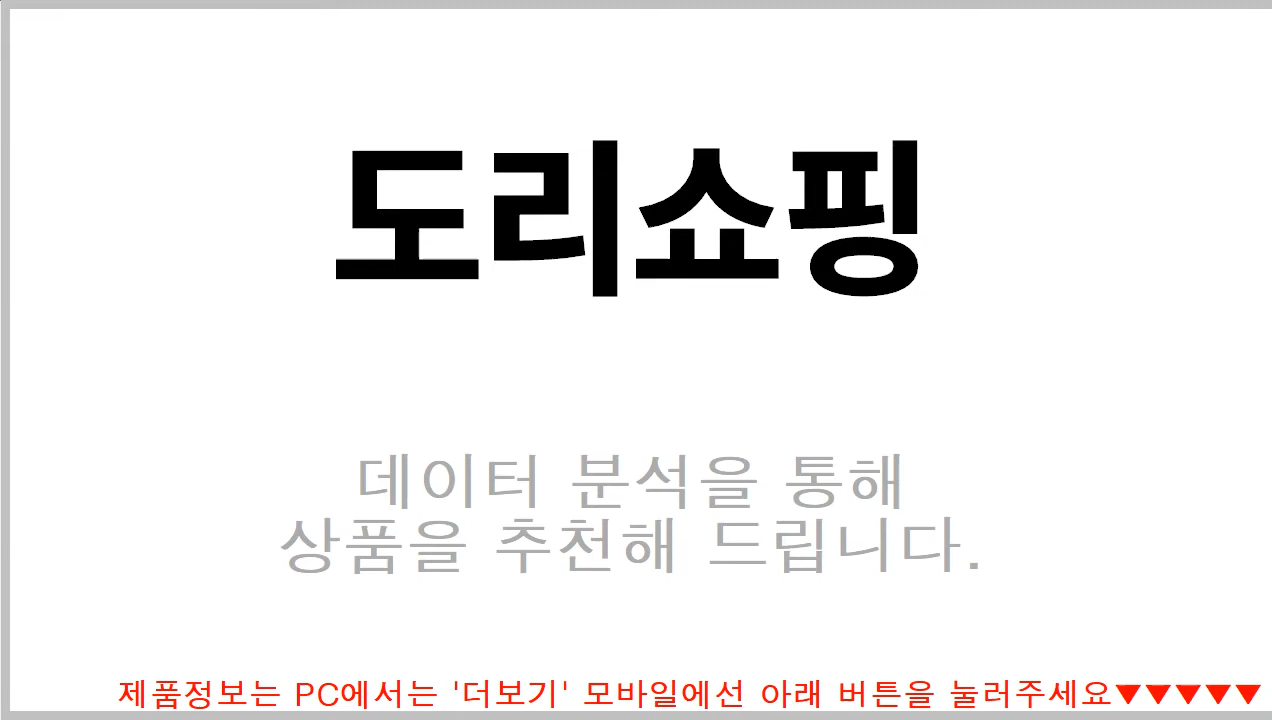 도리쇼핑
데이터 분석을 통해
상품을 추천해 드립니다.
제품정보는 PC에서는 '더보기' 모바일에선 아래 버튼을 눌러주세요▼▼▼▼▼